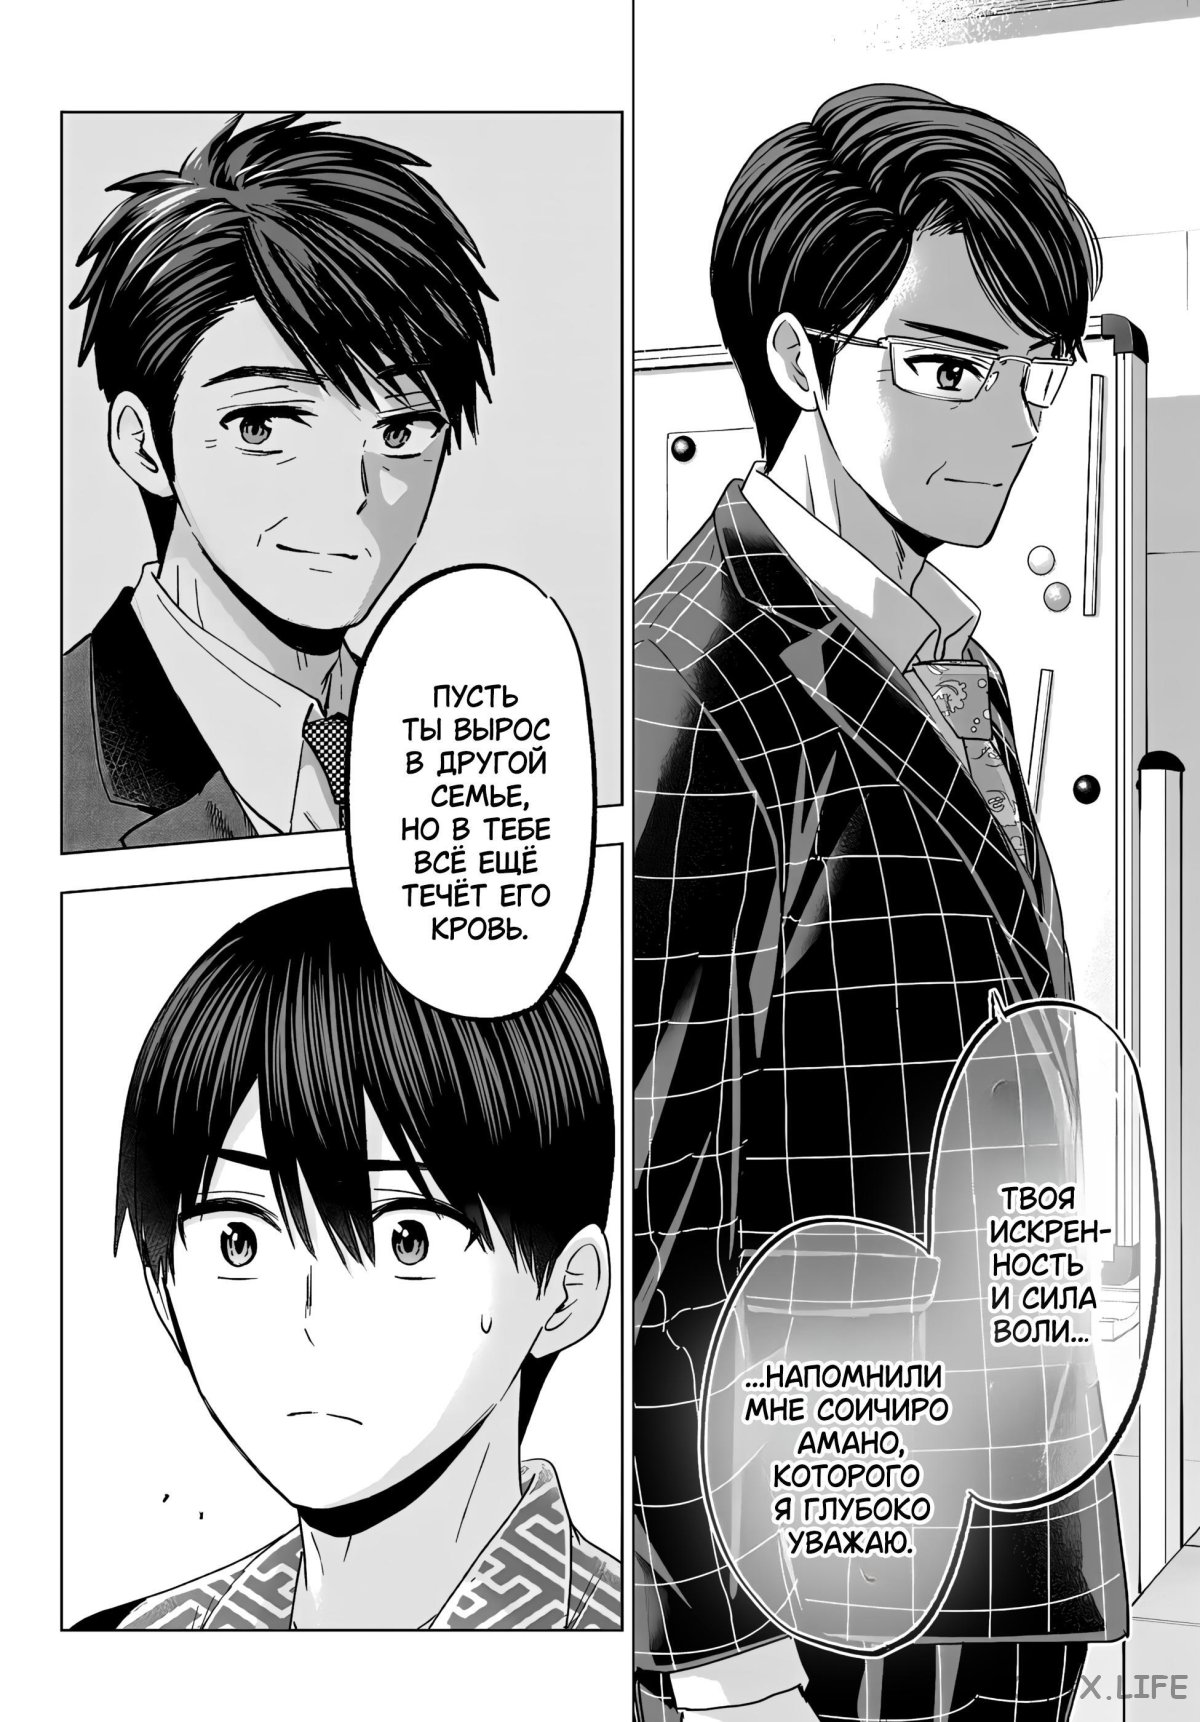 ТВОЯ
ИСКРЕН-
НОСТЬ
И СИЛА
ВОЛИ...
...НАПОМНИЛИ
МНЕ СОИЧИРО
АМАНО,
КОТОРОГО
Я ГЛУБОКО
УВАЖАЮ.
ПУСТЬ
ТЫ ВЫРОС
В ДРУГОЙ
СЕМЬЕ,
НО В ТЕБЕ
ВСЁ ЕЩЁ
ТЕЧЁТ ЕГО
КРОВЬ.
X.LIFE